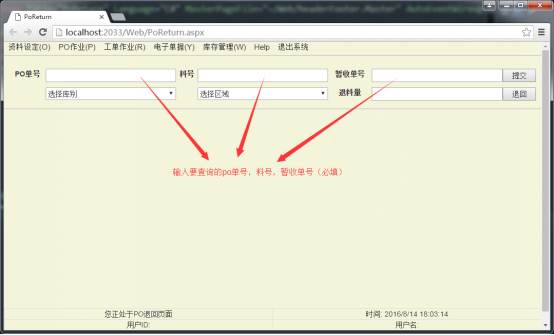 PoReturn
localhost:2033/Web/PoReturn.aspx
资料设定(O) PO作业(P) 工单作业(R) 电子单据(Y) 库存管理(W) Help 退出系统
PO单号 料号 暂收单号 提交
选择库别 选择区域 退料量 退回
输入要查询的po单号，料号，暂收单号（必填）
您正处于PO退回页面 时间: 2016/8/14 18:03:14
用户ID: 用户名: